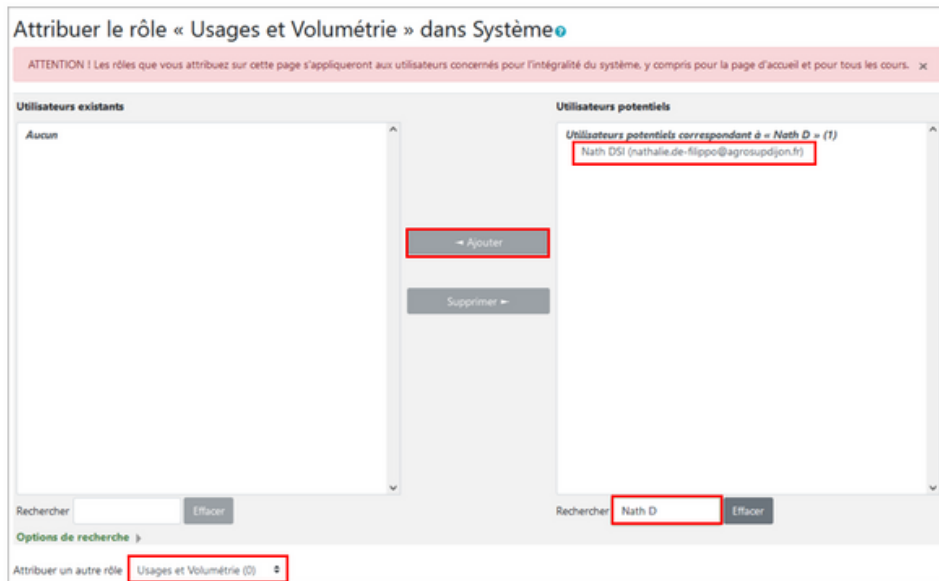 Attribuer le rôle « Usages et Volumétrie » dans Système
ATTENTION ! Les rôles que vous attribuez sur cette page s'appliqueront aux utilisateurs concernés pour l'intégralité du système, y compris pour la page d'accueil et pour tous les cours. ×
Utilisateurs existants
Utilisateurs potentiels
Aucun
Utilisateurs potentiels correspondant à « Nath D » (1)
Nath DSI (nathalie.de-filippo@agrosupdijon.fr)
◄ Ajouter
Supprimer ►
Rechercher Effacer
Rechercher Nath D Effacer
Options de recherche
Attribuer un autre rôle Usages et Volumétrie (0)